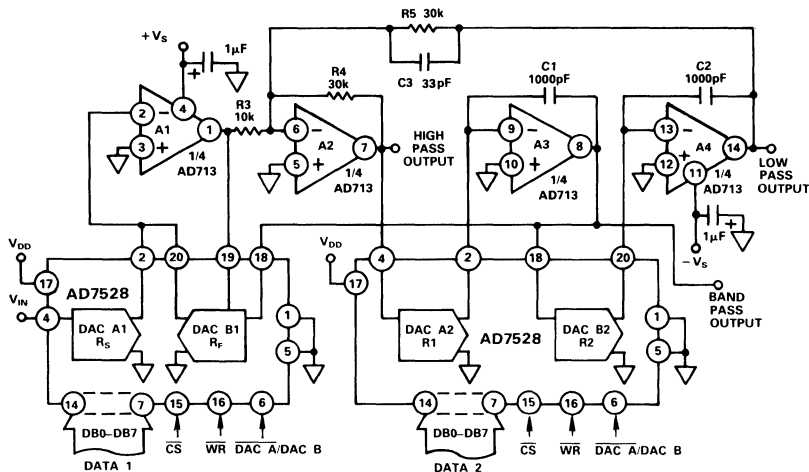 +VS
1µF
+
R5 30k
C3 33pF
R4
30k
R3
10k
C1
1000pF
C2
1000pF
2
4
A1
1
3
1/4
AD713
6
A2
7
5
1/4
AD713
HIGH
PASS
OUTPUT
9
A3
8
10
1/4
AD713
13
A4
14
12
11
1/4
AD713
LOW
PASS
OUTPUT
1µF
+
–VS
BAND
PASS
OUTPUT
VDD
17
VIN
4
2
20
19
18
AD7528
DAC A1
RS
DAC B1
RF
1
5
14
7
15
16
6
DB0–DB7
DATA 1
CS
WR
DAC A/DAC B
VDD
17
4
2
18
20
DAC A2
R1
AD7528
DAC B2
R2
1
5
14
7
15
16
6
DB0–DB7
DATA 2
CS
WR
DAC A/DAC B